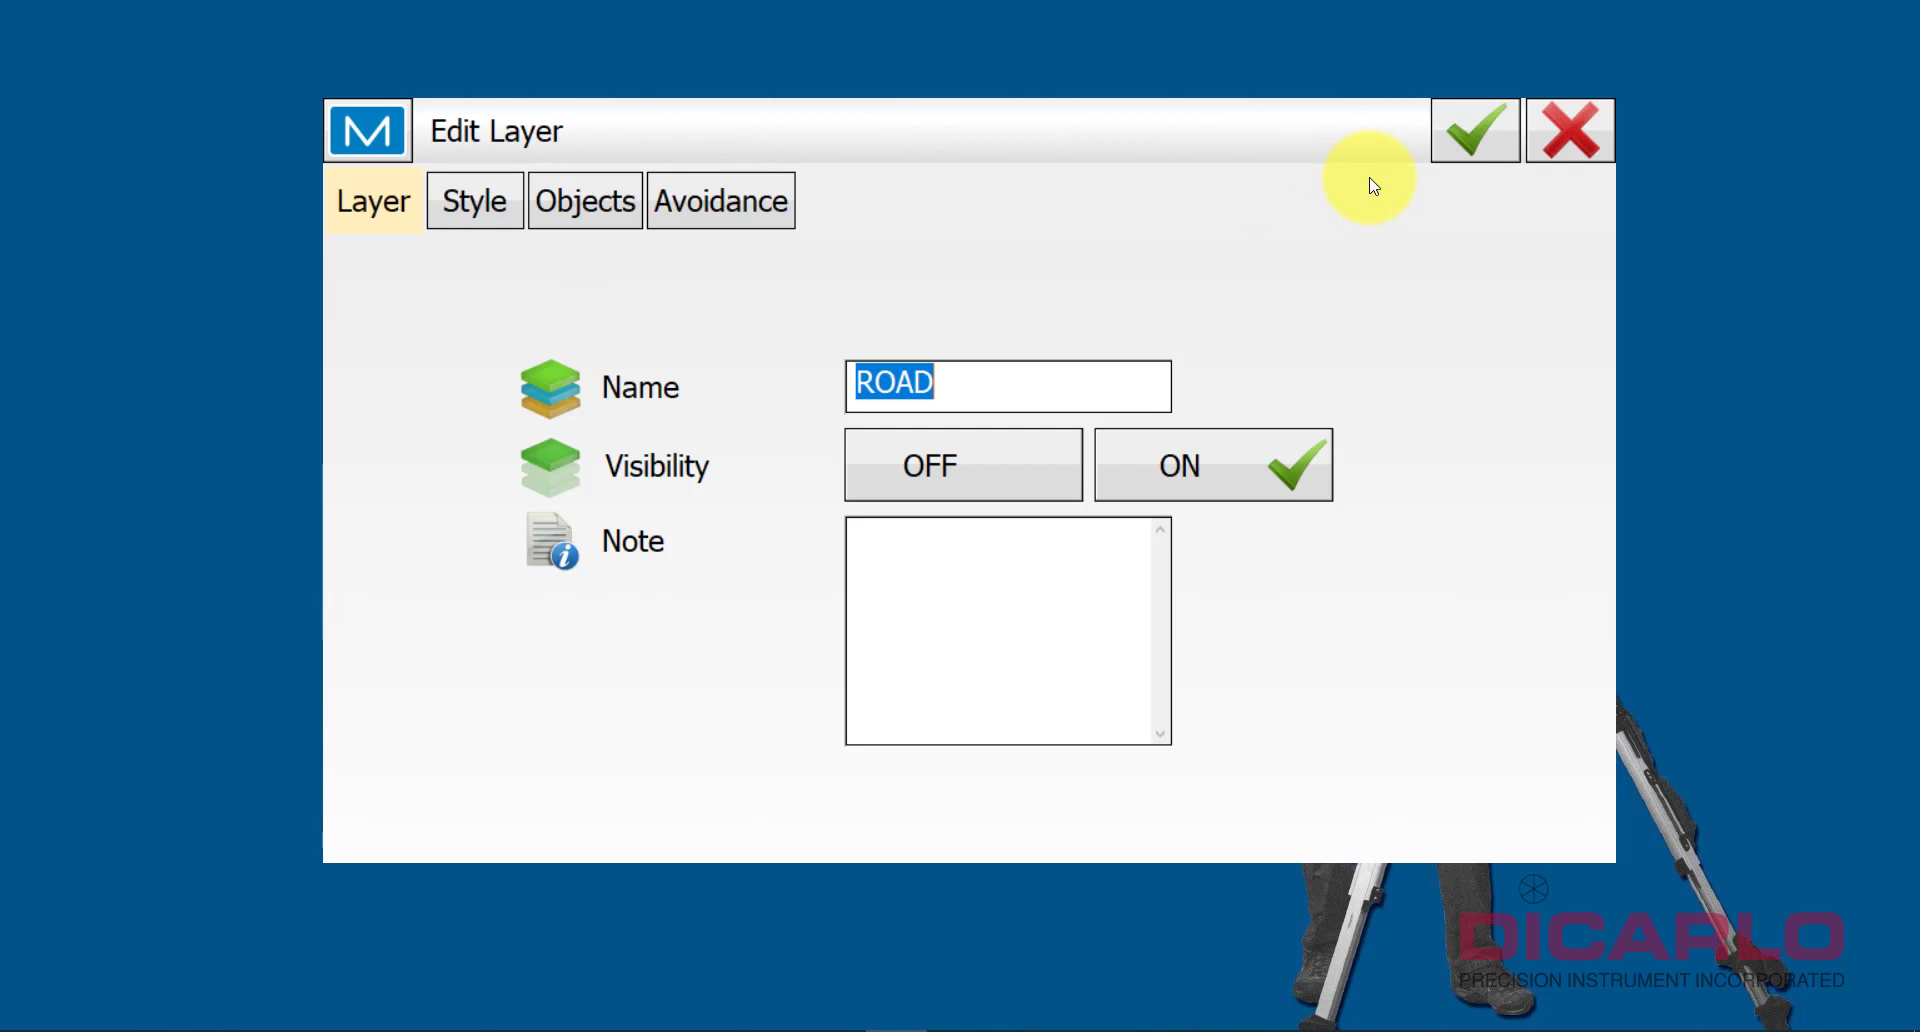 Edit Layer
Layer Style Objects Avoidance
Name ROAD
Visibility OFF ON
Note
DICARLO
PRECISION INSTRUMENT INCORPORATED